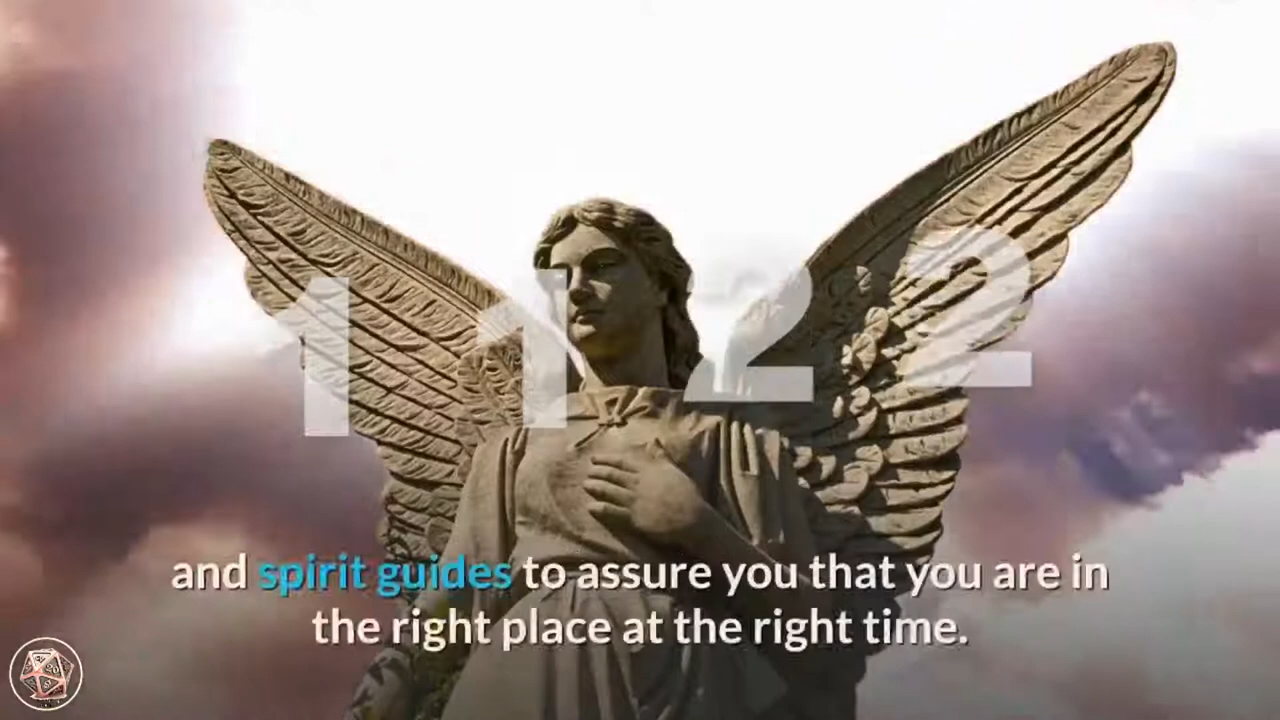 1122
and spirit guides to assure you that you are in
the right place at the right time.